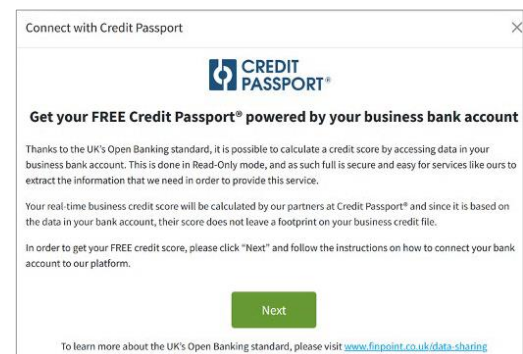 Connect with Credit Passport
CREDIT
PASSPORT®
Get your FREE Credit Passport® powered by your business bank account
Thanks to the UK's Open Banking standard, it is possible to calculate a credit score by accessing data in your
business bank account. This is done in Read-Only mode, and as such full is secure and easy for services like ours to
extract the information that we need in order to provide this service.
Your real-time business credit score will be calculated by our partners at Credit Passport® and since it is based on
the data in your bank account, their score does not leave a footprint on your business credit file.
In order to get your FREE credit score, please click "Next" and follow the instructions on how to connect your bank
account to our platform.
Next
To learn more about the UK's Open Banking standard, please visit www.finpoint.co.uk/data-sharing